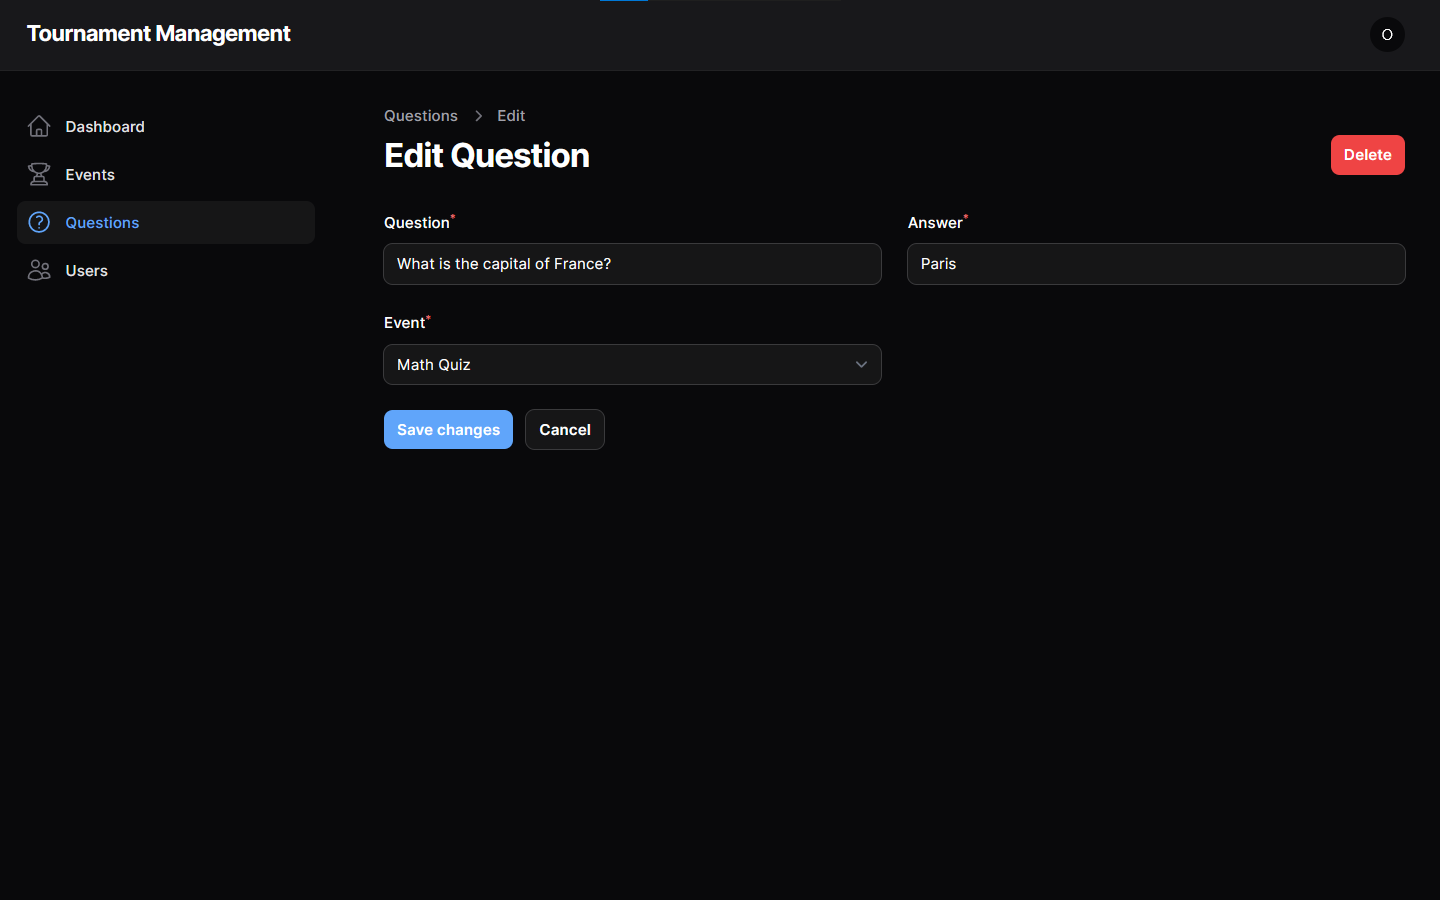 Tournament Management
O
Dashboard
Events
Questions
Users
Questions > Edit
Edit Question
Delete
Question*
What is the capital of France?
Answer*
Paris
Event*
Math Quiz
Save changes
Cancel